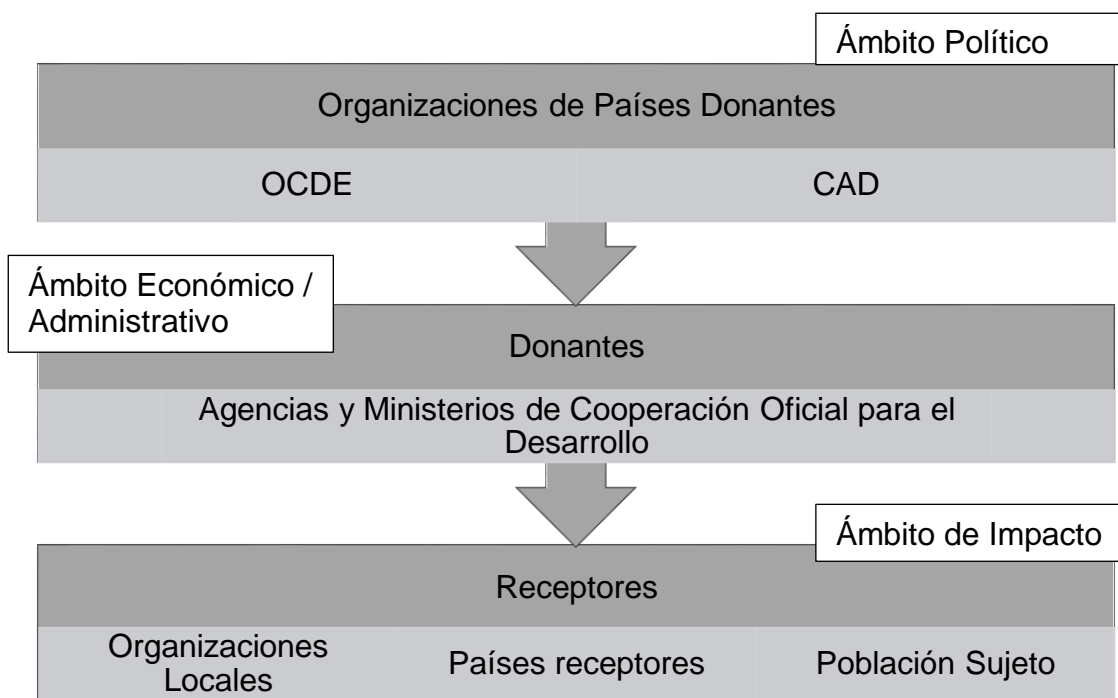 Ámbito Político
Organizaciones de Países Donantes
OCDE
CAD
Ámbito Económico /
Administrativo
Donantes
Agencias y Ministerios de Cooperación Oficial para el
Desarrollo
Ámbito de Impacto
Receptores
Organizaciones
Locales
Países receptores
Población Sujeto